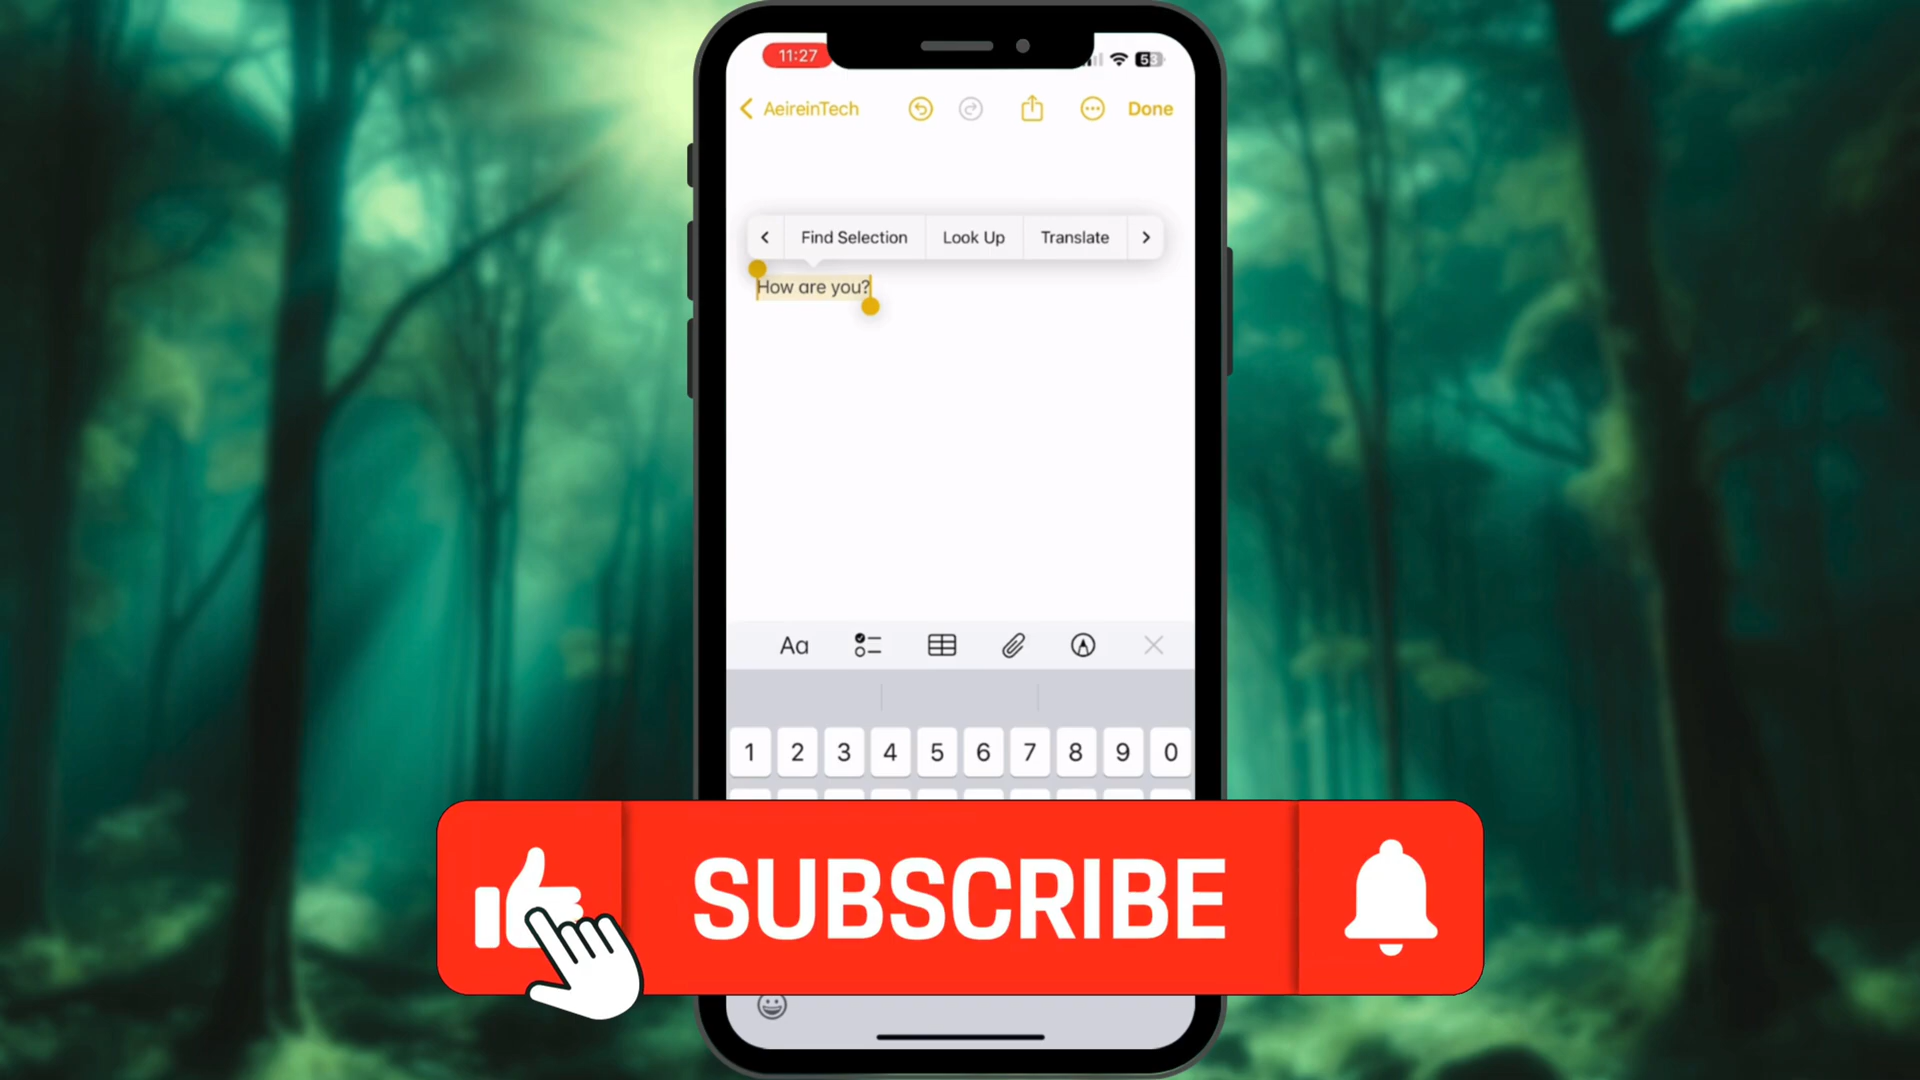 11:27
53
AeireinTech
Done
Find Selection
Look Up
Translate
How are you?
Aa
1 2 3 4 5 6 7 8 9 0
SUBSCRIBE